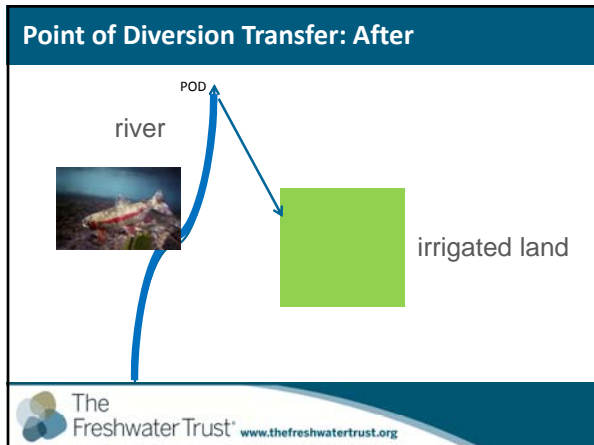 Point of Diversion Transfer: After
POD
river
irrigated land
The
Freshwater Trust® www.thefreshwatertrust.org